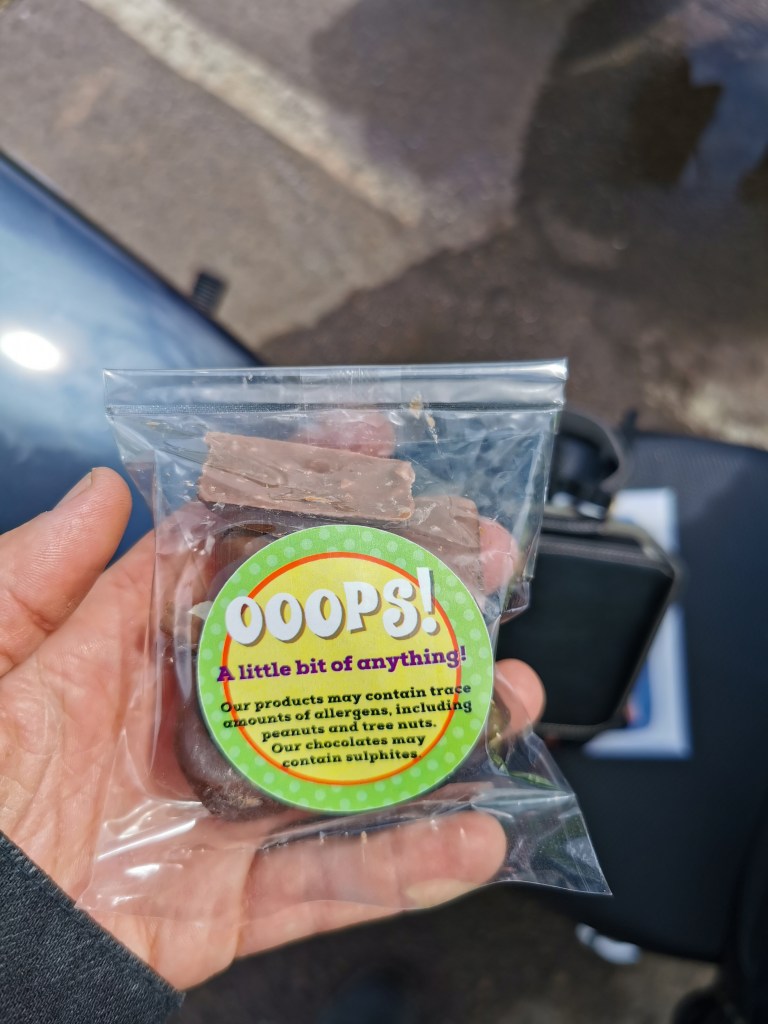 OOOPS!
A little bit of anything!
Our products may contain trace
amounts of allergens, including
peanuts and tree nuts.
Our chocolates may
contain sulphites.